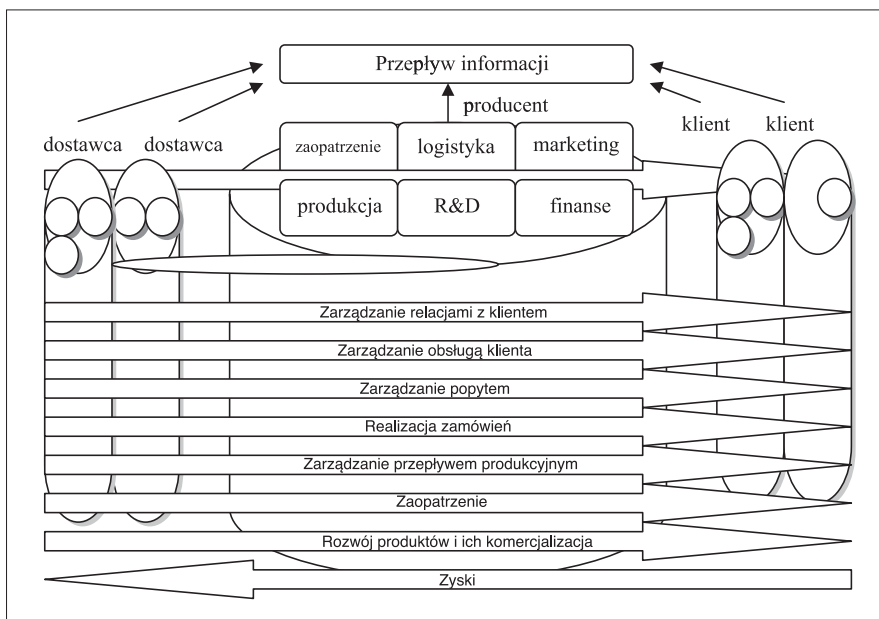 Przepływ informacji
producent
dostawca
dostawca
klient
klient
zaopatrzenie
logistyka
marketing
produkcja
R&D
finanse
Zarządzanie relacjami z klientem
Zarządzanie obsługą klienta
Zarządzanie popytem
Realizacja zamówień
Zarządzanie przepływem produkcyjnym
Zaopatrzenie
Rozwój produktów i ich komercjalizacja
Zyski